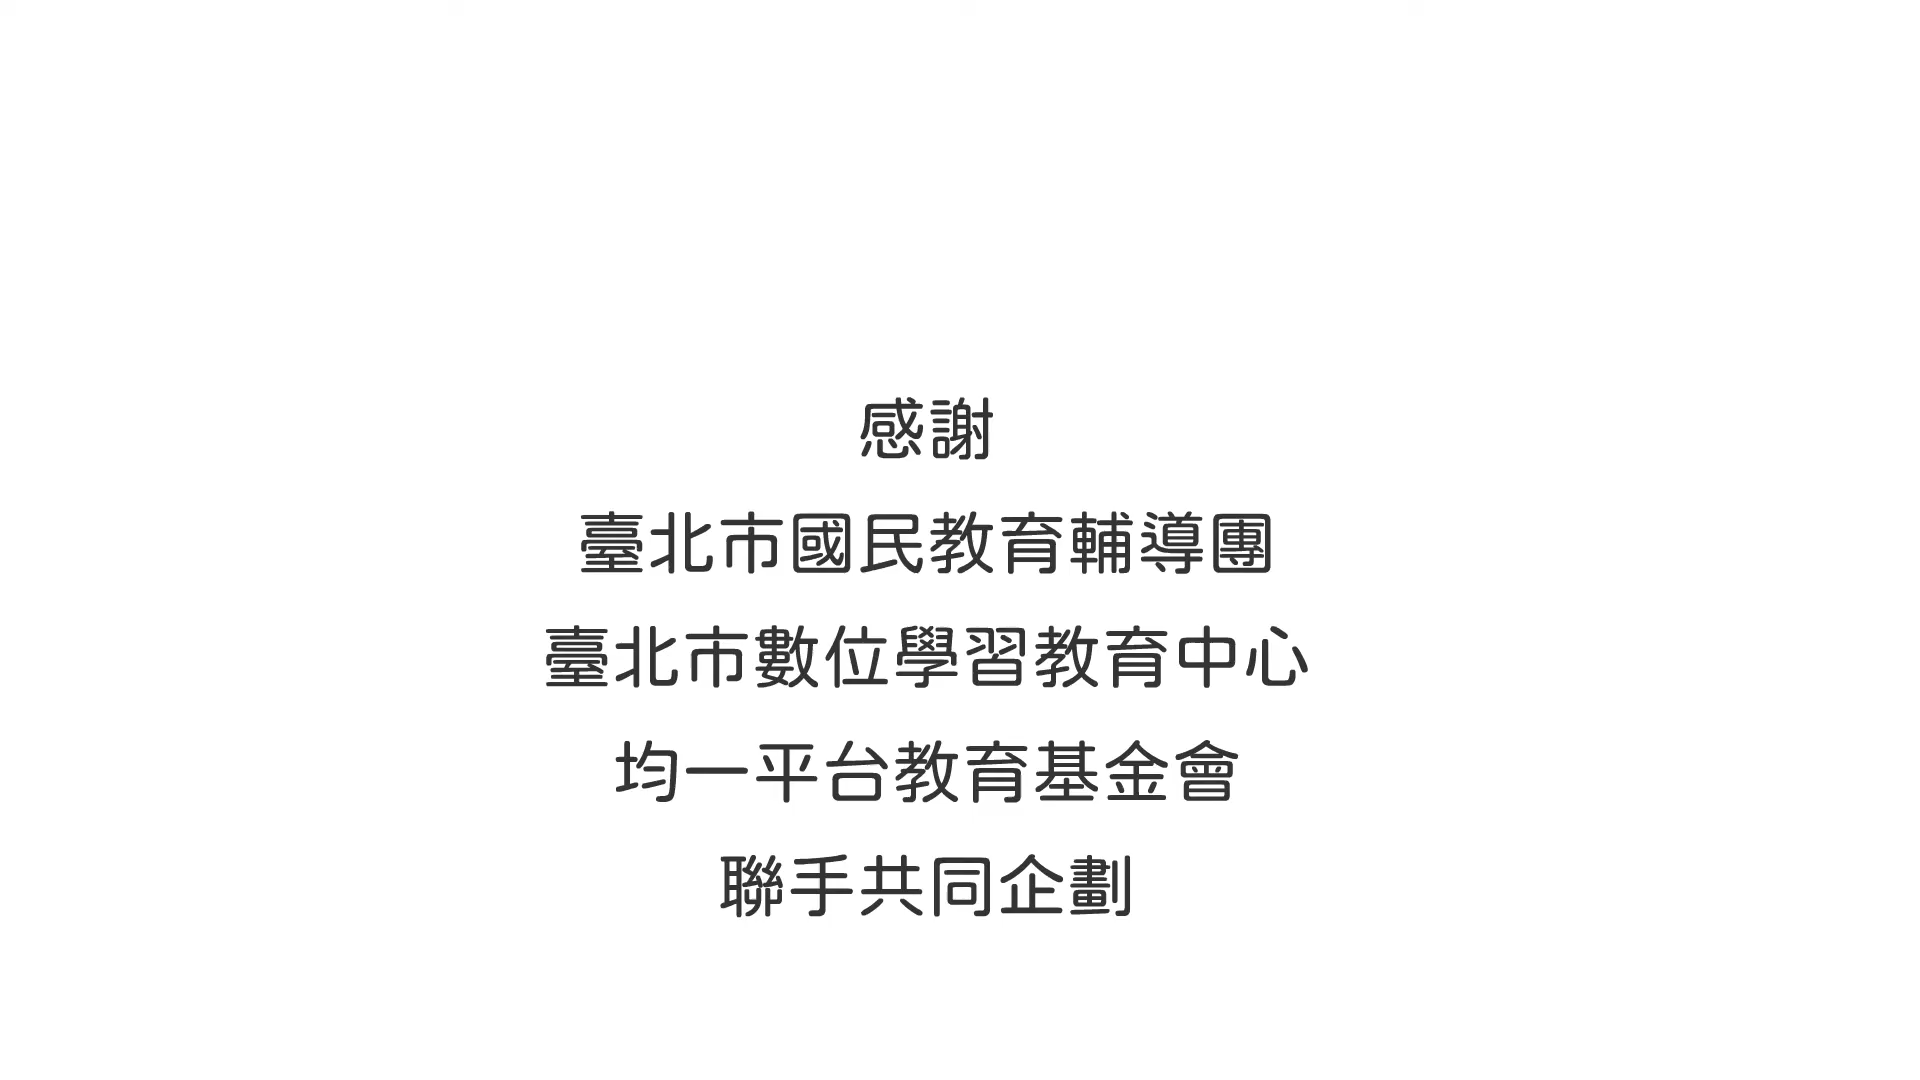 感謝
臺北市國民教育輔導團
臺北市數位學習教育中心
均一平台教育基金會
聯手共同企劃